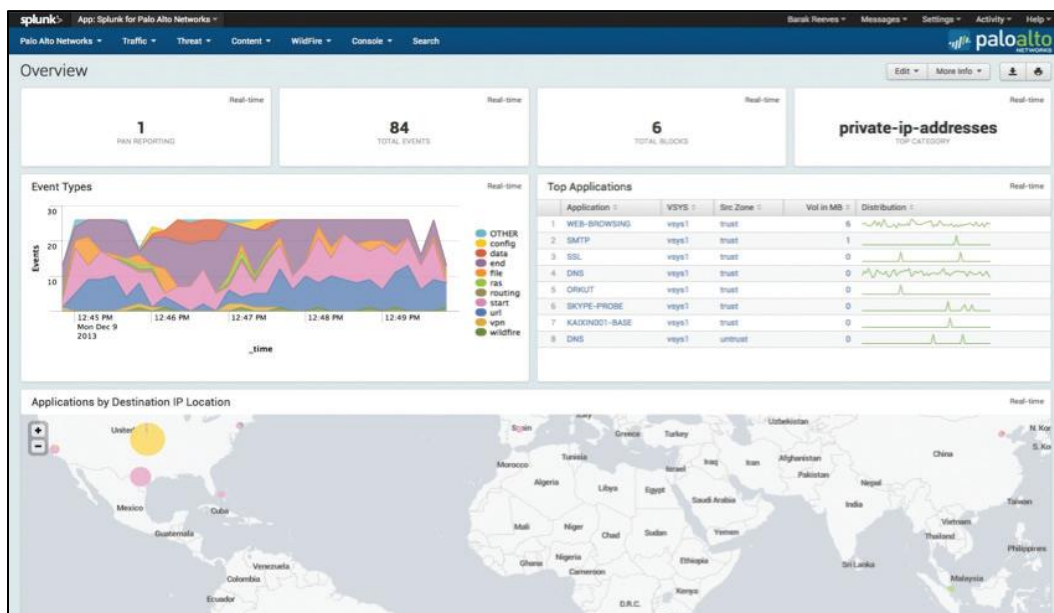 splunk> App: Splunk for Palo Alto Networks Barak Reeves Messages Settings Activity Help
Palo Alto Networks Traffic Threat Content WildFire Console Search paloalto NETWORKS
Overview Edit More Info
Real-time Real-time Real-time Real-time
1 84 6 private-ip-addresses
PAN REPORTING TOTAL EVENTS TOTAL BLOCKS TOP CATEGORY
Event Types Real-time
30
20
10
Events
12:45 PM 12:46 PM 12:47 PM 12:48 PM 12:49 PM
Mon Dec 9
2013
_time
OTHER
config
data
end
file
ras
routing
start
url
vpn
wildfire
Top Applications Real-time
Application VSYS Src Zone Vol in MB Distribution
1 WEB-BROWSING vsys1 trust 6
2 SMTP vsys1 trust 1
3 SSL vsys1 trust 0
4 DNS vsys1 trust 0
5 ORKUT vsys1 trust 0
6 SKYPE-PROBE vsys1 trust 0
7 KAIXIN001-BASE vsys1 trust 0
8 DNS vsys1 untrust 0
Applications by Destination IP Location Real-time
+
-
United
Mexico
Cuba
Guatemala
Venezuela
Colombia
Ecuador
Spain
Greece
Turkey
Uzbekistan
N. Kor
S. Ko
Morocco
Tunisia
Israel
Iraq
Iran
Afghanistan
China
Algeria
Libya
Egypt
Pakistan
Nepal
Saudi Arabia
India
Taiwan
Mali
Niger
Chad
Sudan
Yemen
Vietnam
Thailand
Philippines
Ghana
Nigeria
Cameroon
Ethiopia
Sri Lanka
Malaysia
Kenya
D.R.C.